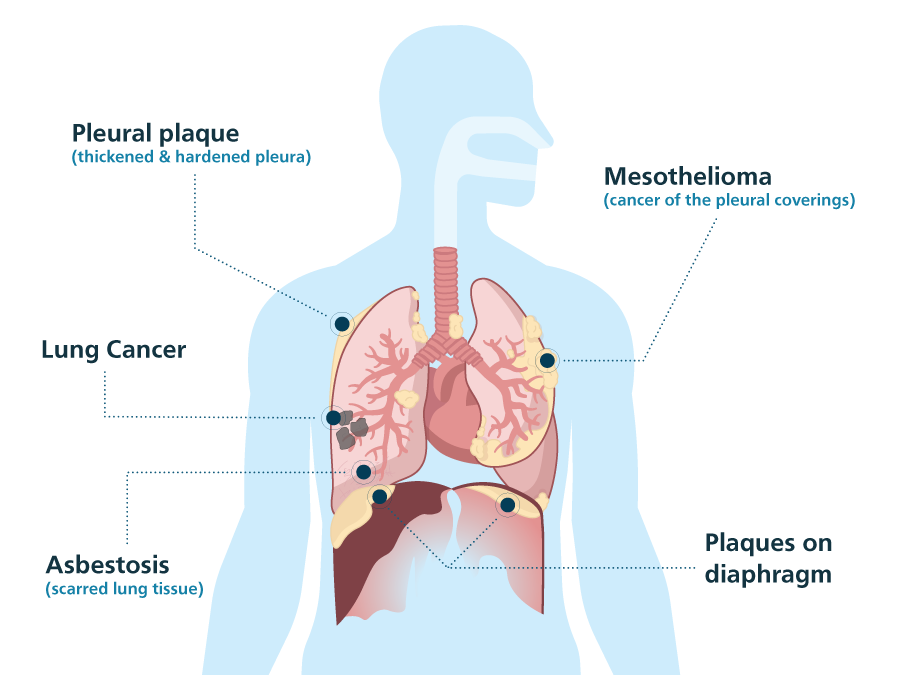 Pleural plaque
(thickened & hardened pleura)
Mesothelioma
(cancer of the pleural coverings)
Lung Cancer
Asbestosis
(scarred lung tissue)
Plaques on
diaphragm